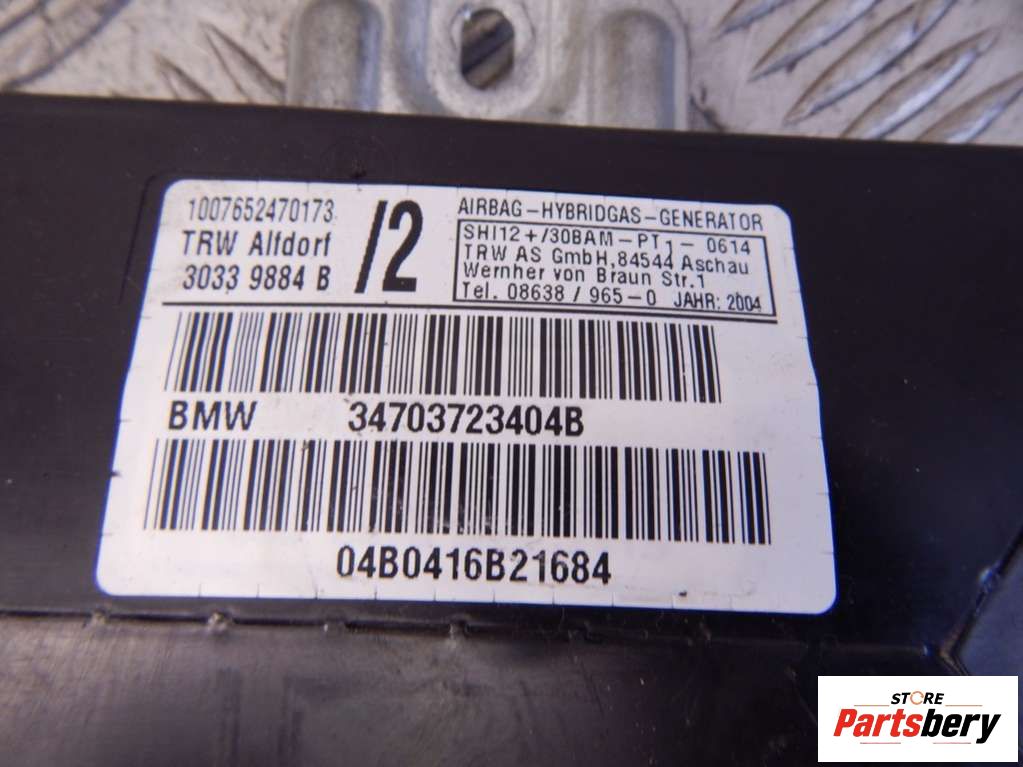 1007652470173
TRW Alfdorf
3033 9884 B
/2
AIRBAG-HYBRIDGAS-GENERATOR
SHI12+/30BAM-PT1-0614
TRW AS GmbH,84544 Aschau
Wernher von Braun Str.1
Tel. 08638 / 965-0 JAHR: 2004
BMW 34703723404B
04B0416B21684
STORE
Partsbery